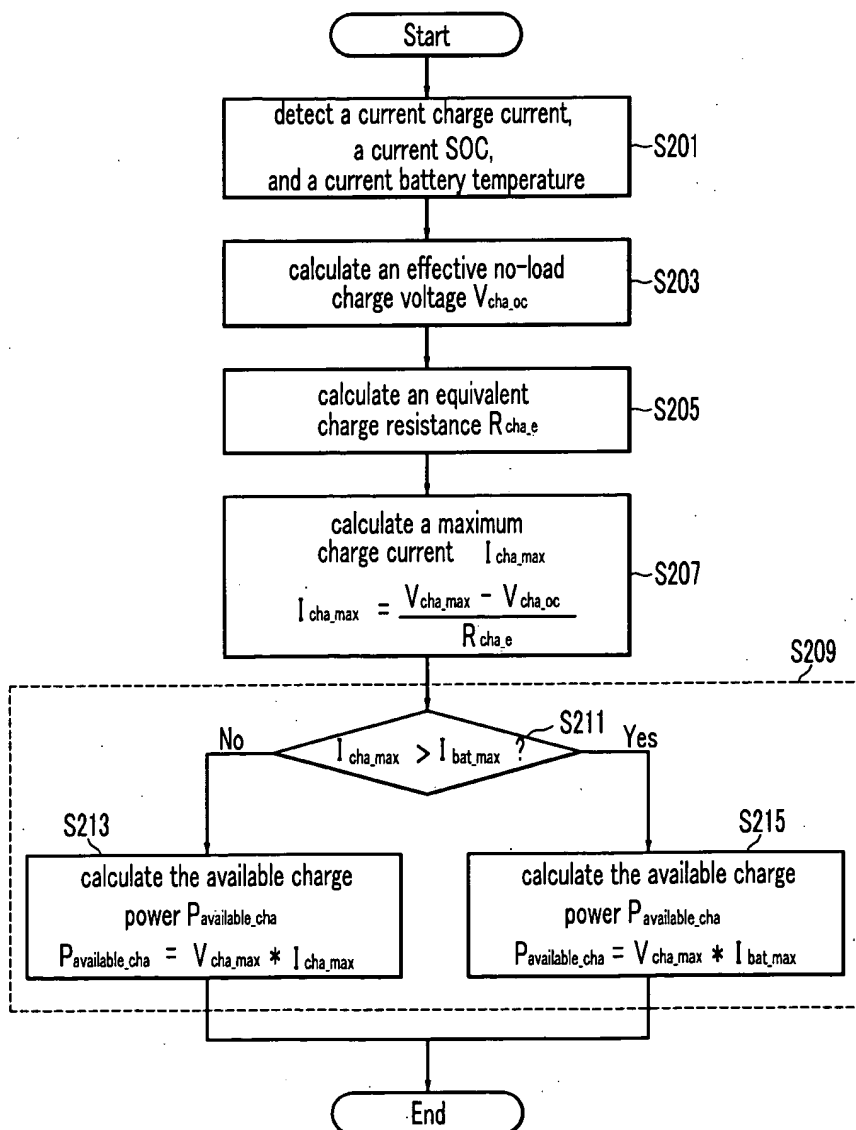 Start
detect a current charge current,
a current SOC,
and a current battery temperature
S201
calculate an effective no-load
charge voltage Vcha_oc
S203
calculate an equivalent
charge resistance Rcha_e
S205
calculate a maximum
charge current Icha_max
Icha_max = Vcha_max - Vcha_oc
Rcha_e
S207
S209
Icha_max > Ibat_max ?
S211
No
Yes
S213
calculate the available charge
power Pavailable_cha
Pavailable_cha = Vcha_max * Icha_max
S215
calculate the available charge
power Pavailable_cha
Pavailable_cha = Vcha_max * Ibat_max
End